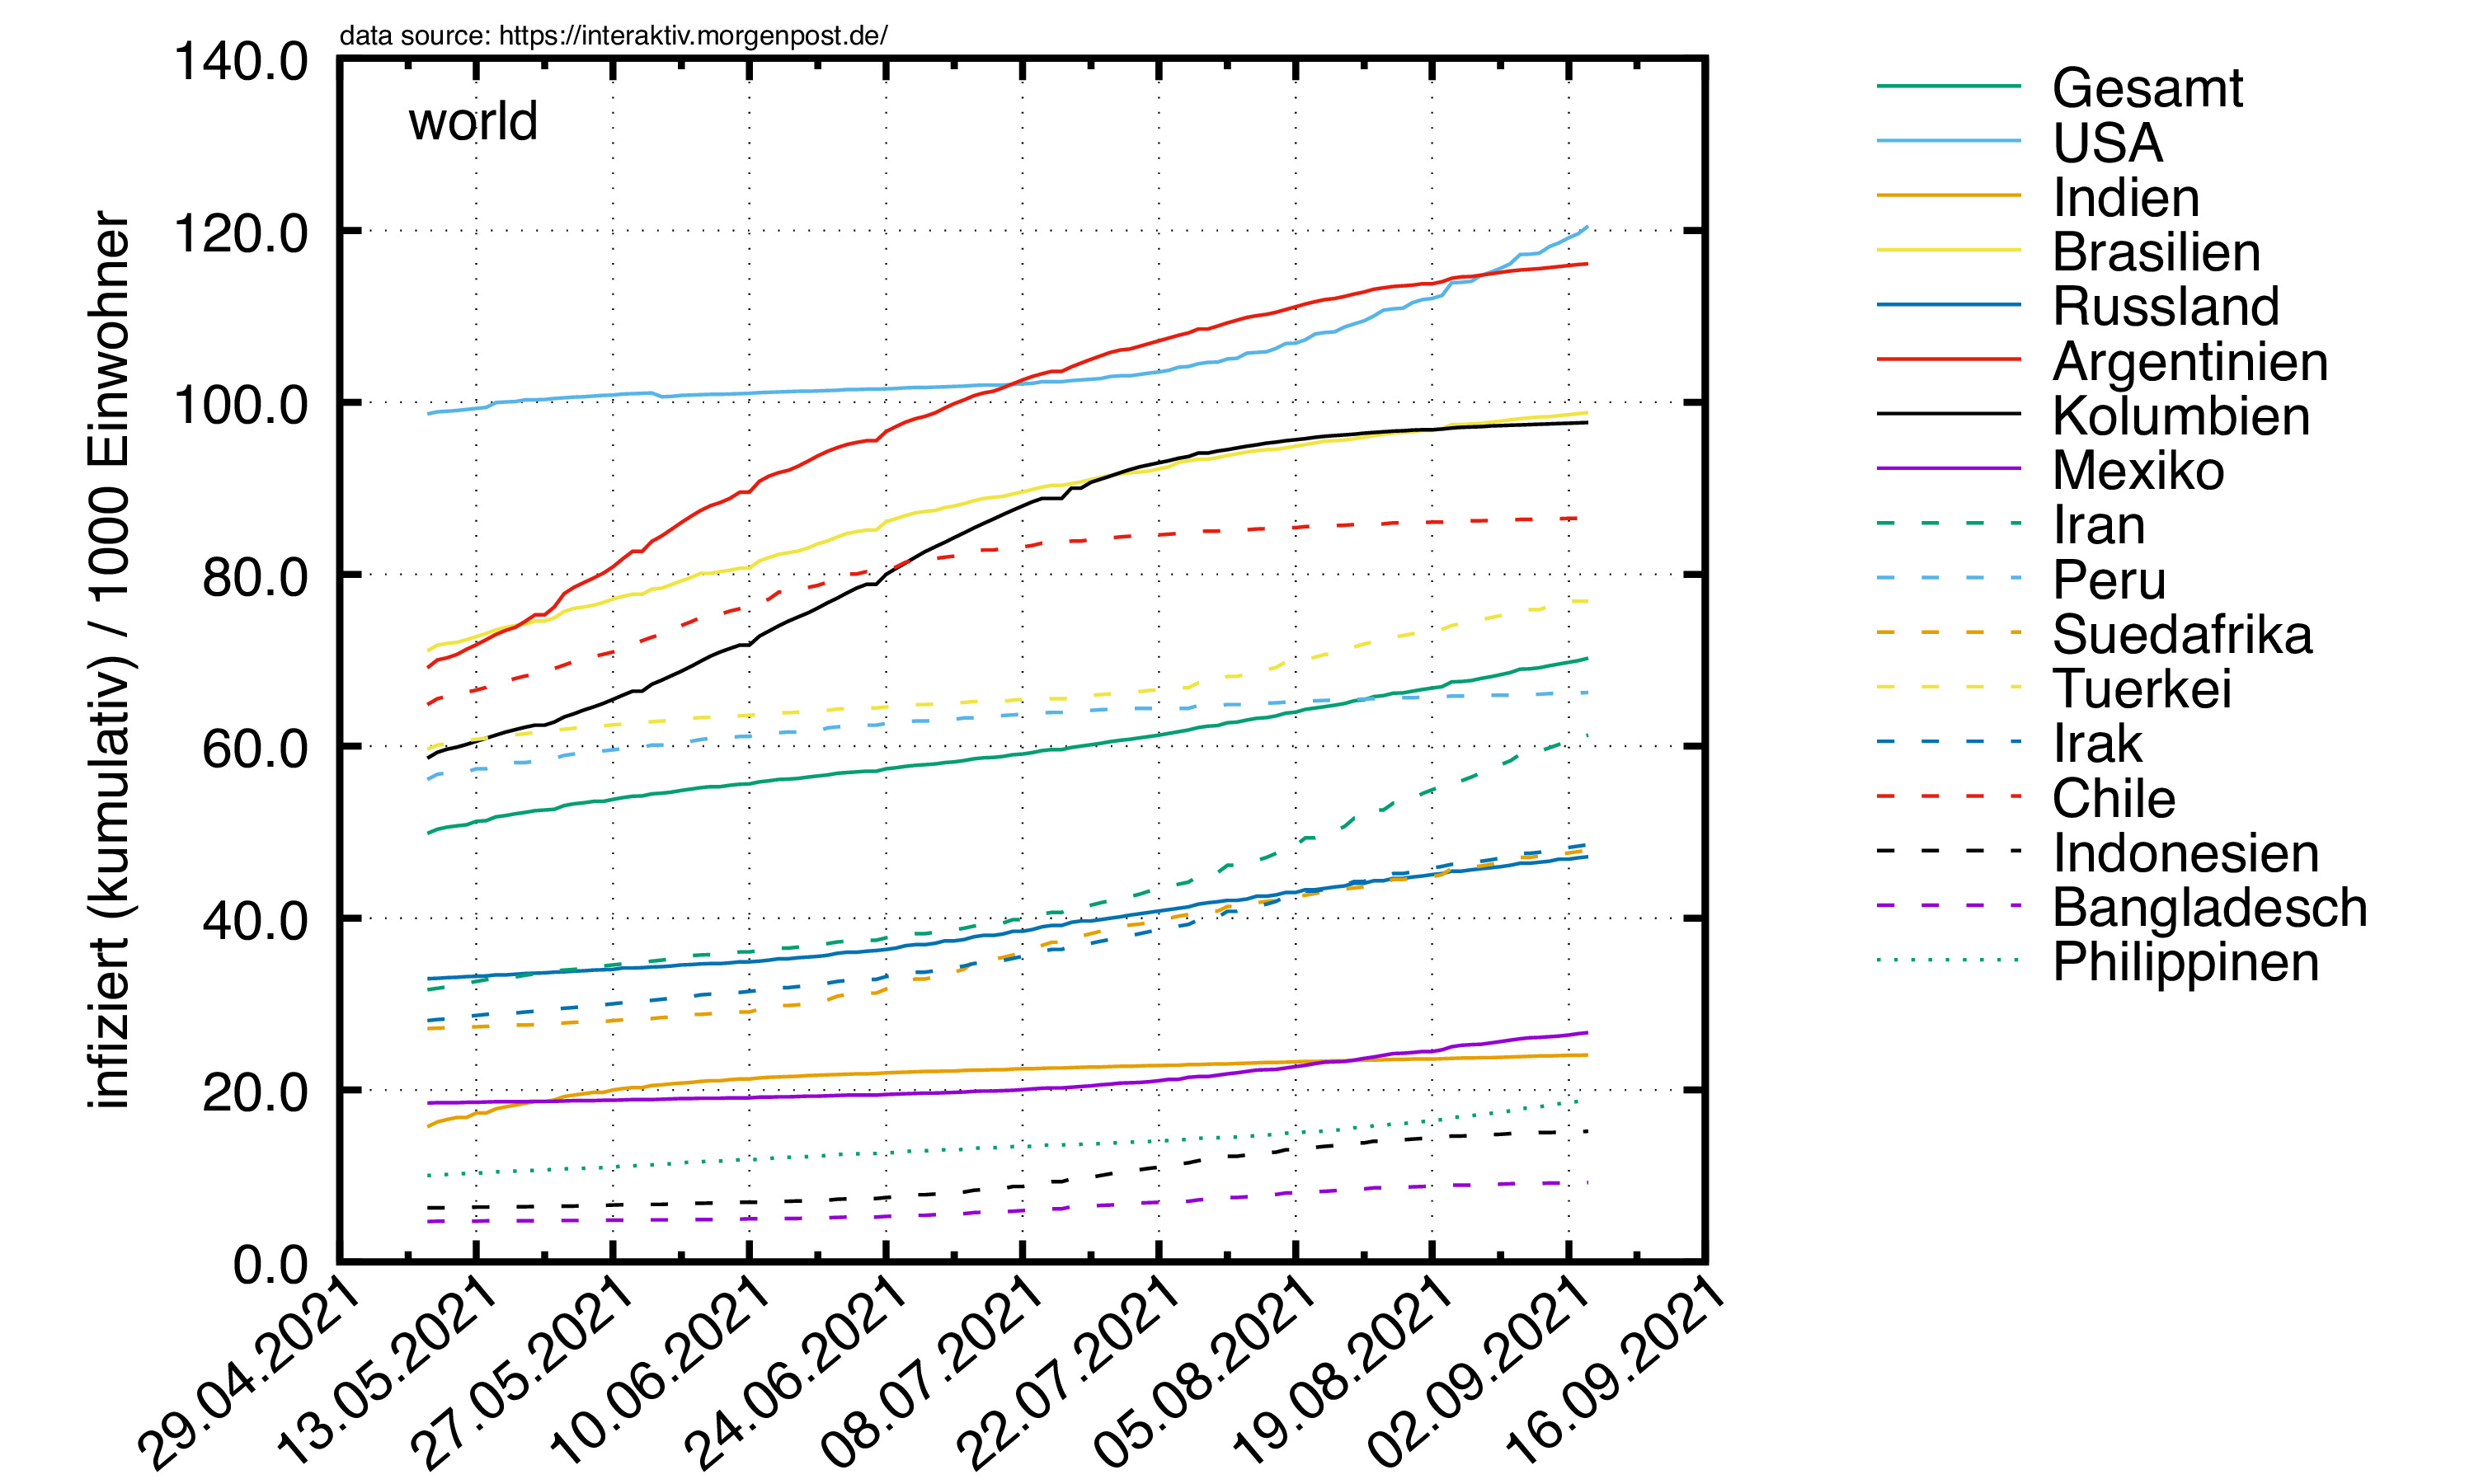 data source: https://interaktiv.morgenpost.de/
world
infiziert (kumulativ) / 1000 Einwohner
140.0
120.0
100.0
80.0
60.0
40.0
20.0
0.0
29.04.2021
13.05.2021
27.05.2021
10.06.2021
24.06.2021
08.07.2021
22.07.2021
05.08.2021
19.08.2021
02.09.2021
16.09.2021
Gesamt
USA
Indien
Brasilien
Russland
Argentinien
Kolumbien
Mexiko
Iran
Peru
Suedafrika
Tuerkei
Irak
Chile
Indonesien
Bangladesch
Philippinen